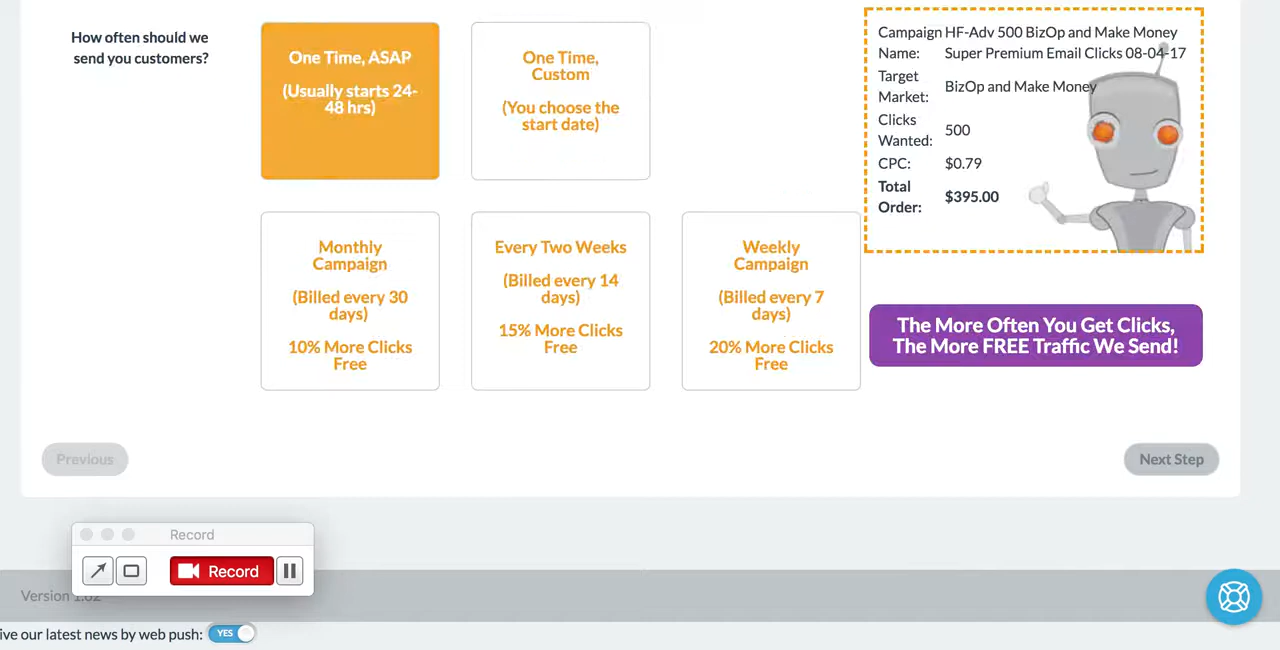 How often should we
send you customers?
One Time, ASAP
(Usually starts 24-
48 hrs)
One Time,
Custom
(You choose the
start date)
Monthly
Campaign
(Billed every 30
days)
10% More Clicks
Free
Every Two Weeks
(Billed every 14
days)
15% More Clicks
Free
Weekly
Campaign
(Billed every 7
days)
20% More Clicks
Free
Campaign HF-Adv 500 BizOp and Make Money
Name: Super Premium Email Clicks 08-04-17
Target
Market: BizOp and Make Money
Clicks
Wanted: 500
CPC: $0.79
Total
Order: $395.00
The More Often You Get Clicks,
The More FREE Traffic We Send!
Previous
Next Step
Record
Record
Version 1.62
ive our latest news by web push: YES